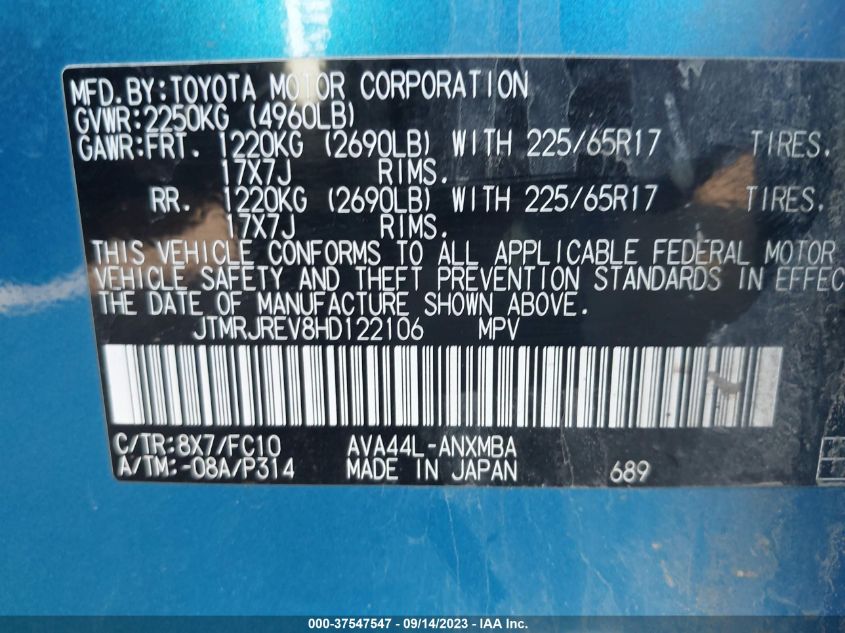 MFD.BY:TOYOTA MOTOR CORPORATION
GVWR:2250KG (4960LB)
GAWR:FRT. 1220KG (2690LB) WITH 225/65R17 TIRES.
17X7J RIMS.
RR. 1220KG (2690LB) WITH 225/65R17 TIRES.
17X7J RIMS.
THIS VEHICLE CONFORMS TO ALL APPLICABLE FEDERAL MOTOR
VEHICLE SAFETY AND THEFT PREVENTION STANDARDS IN EFFEC
THE DATE OF MANUFACTURE SHOWN ABOVE.
JTMRJREV8HD122106 MPV
C/TR:8X7/FC10 AVA44L-ANXMBA
A/TM:-08A/P314 MADE IN JAPAN 689
000-37547547 - 09/14/2023 - IAA Inc.